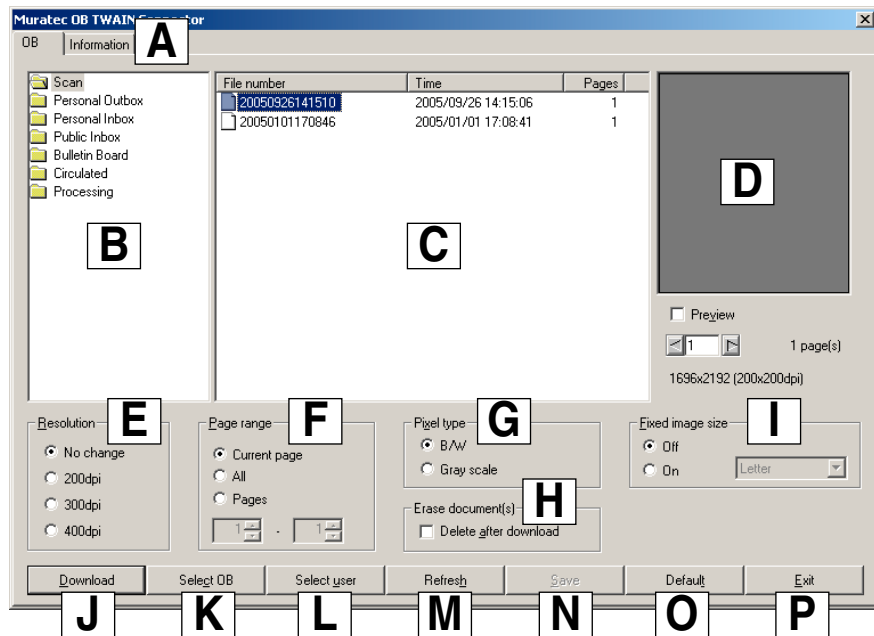 Muratec OB TWAIN Connector
OB
Information
A
Scan
Personal Outbox
Personal Inbox
Public Inbox
Bulletin Board
Circulated
Processing
B
File number Time Pages
20050926141510 2005/09/26 14:15:06 1
20050101170846 2005/01/01 17:08:41 1
C
D
Preview
1 1 page(s)
1696x2192 (200x200dpi)
Resolution
E
No change
200dpi
300dpi
400dpi
Page range
F
Current page
All
Pages
1 - 1
Pixel type
G
B/W
Gray scale
Erase document(s)
H
Delete after download
Fixed image size
I
Off
On Letter
Download Select OB Select user Refresh Save Default Exit
J K L M N O P